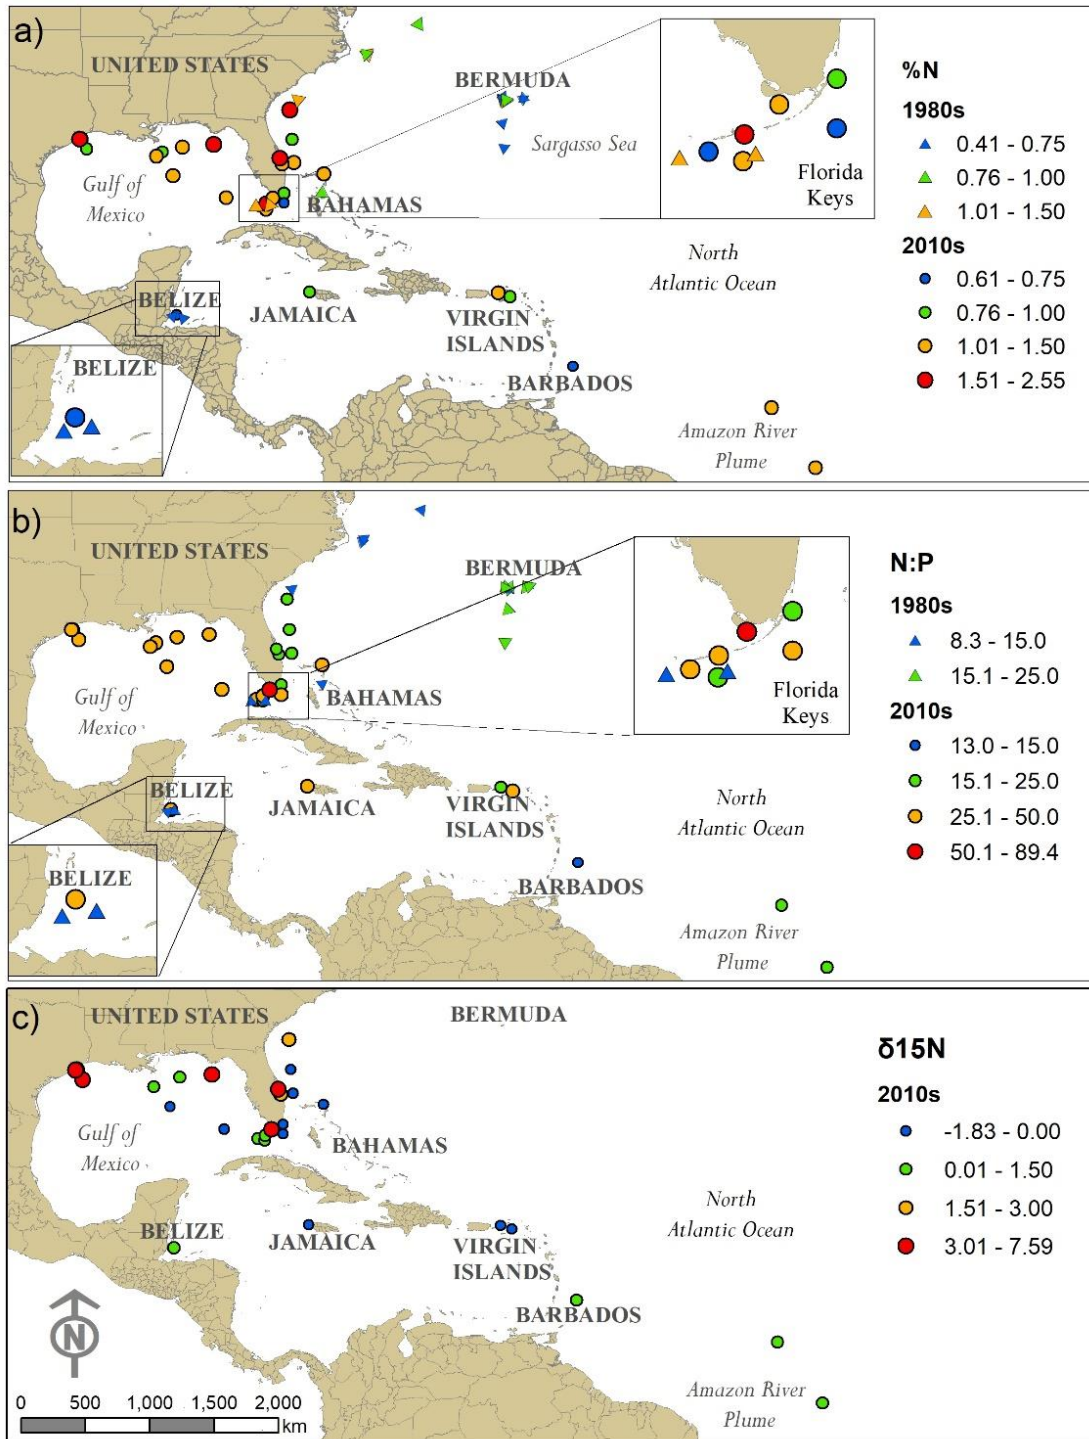 a)
UNITED STATES
BERMUDA
Sargasso Sea
Gulf of
Mexico
BAHAMAS
Florida
Keys
North
Atlantic Ocean
BELIZE
JAMAICA
VIRGIN
ISLANDS
BARBADOS
BELIZE
Amazon River
Plume
%N
1980s
0.41 - 0.75
0.76 - 1.00
1.01 - 1.50
2010s
0.61 - 0.75
0.76 - 1.00
1.01 - 1.50
1.51 - 2.55
b)
UNITED STATES
BERMUDA
Gulf of
Mexico
BAHAMAS
Florida
Keys
BELIZE
JAMAICA
VIRGIN
ISLANDS
North
Atlantic Ocean
BARBADOS
BELIZE
Amazon River
Plume
N:P
1980s
8.3 - 15.0
15.1 - 25.0
2010s
13.0 - 15.0
15.1 - 25.0
25.1 - 50.0
50.1 - 89.4
c)
UNITED STATES
BERMUDA
Gulf of
Mexico
BAHAMAS
North
Atlantic Ocean
BELIZE
JAMAICA
VIRGIN
ISLANDS
BARBADOS
Amazon River
Plume
δ15N
2010s
-1.83 - 0.00
0.01 - 1.50
1.51 - 3.00
3.01 - 7.59
N
0 500 1,000 1,500 2,000
km